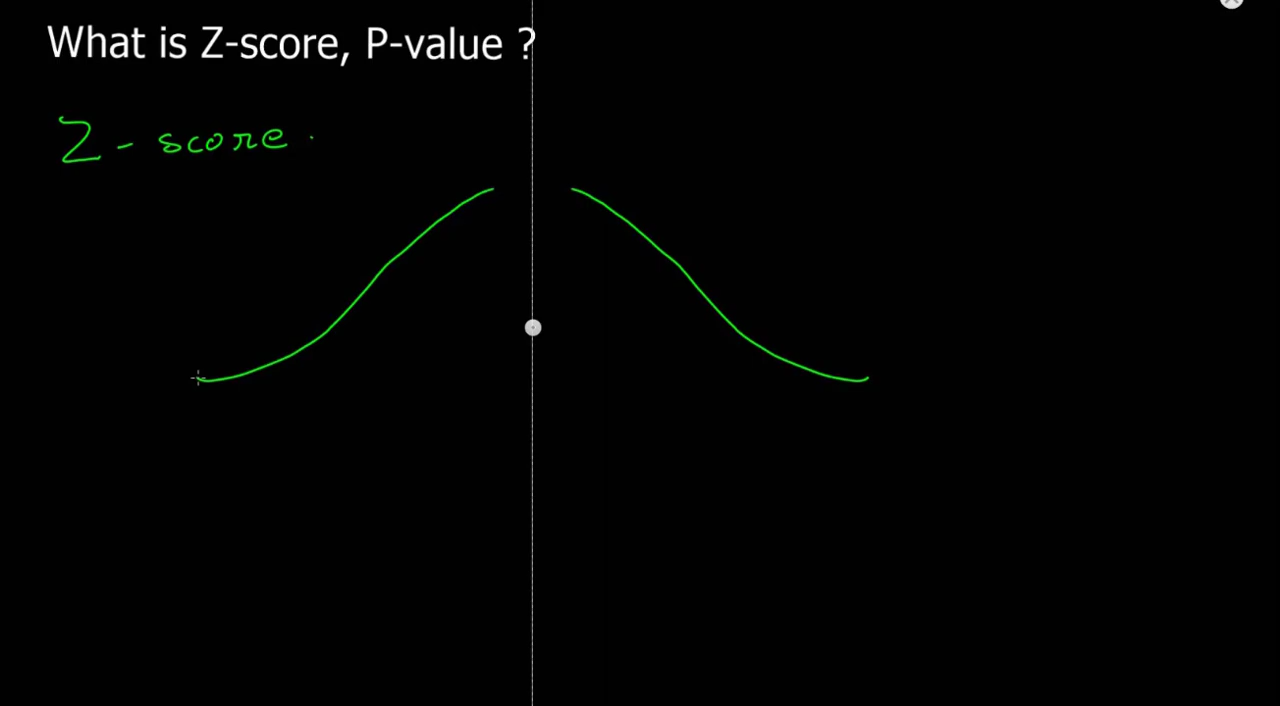 What is Z-score, P-value ?
Z - score.